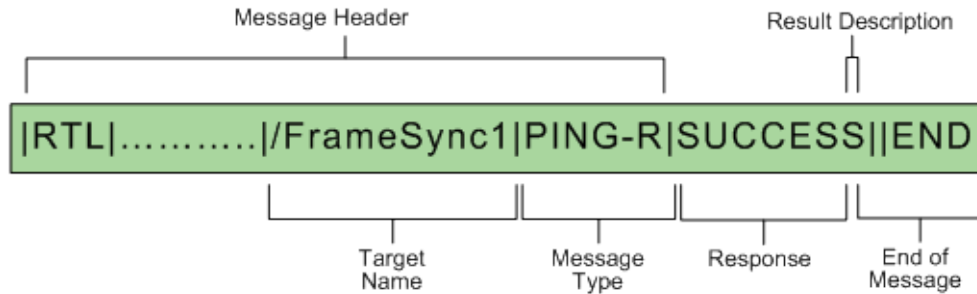 Message Header
Result Description
|RTL|...........|/FrameSync1|PING-R|SUCCESS||END
Target
Name
Message
Type
Response
End of
Message